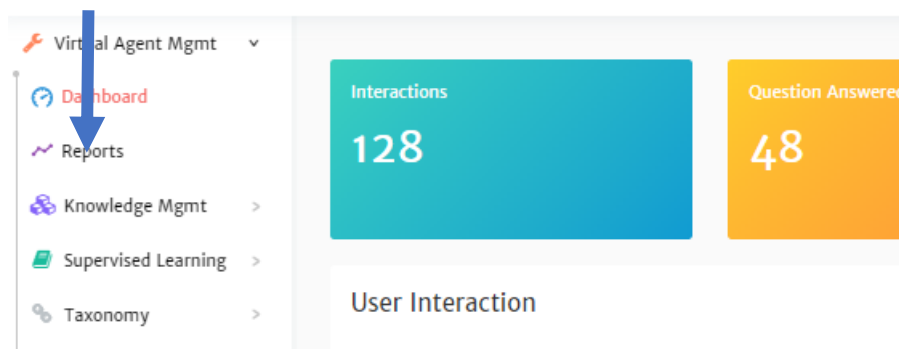 Virtual Agent Mgmt
Dashboard
Reports
Knowledge Mgmt
Supervised Learning
Taxonomy
Interactions
128
Question Answered
48
User Interaction